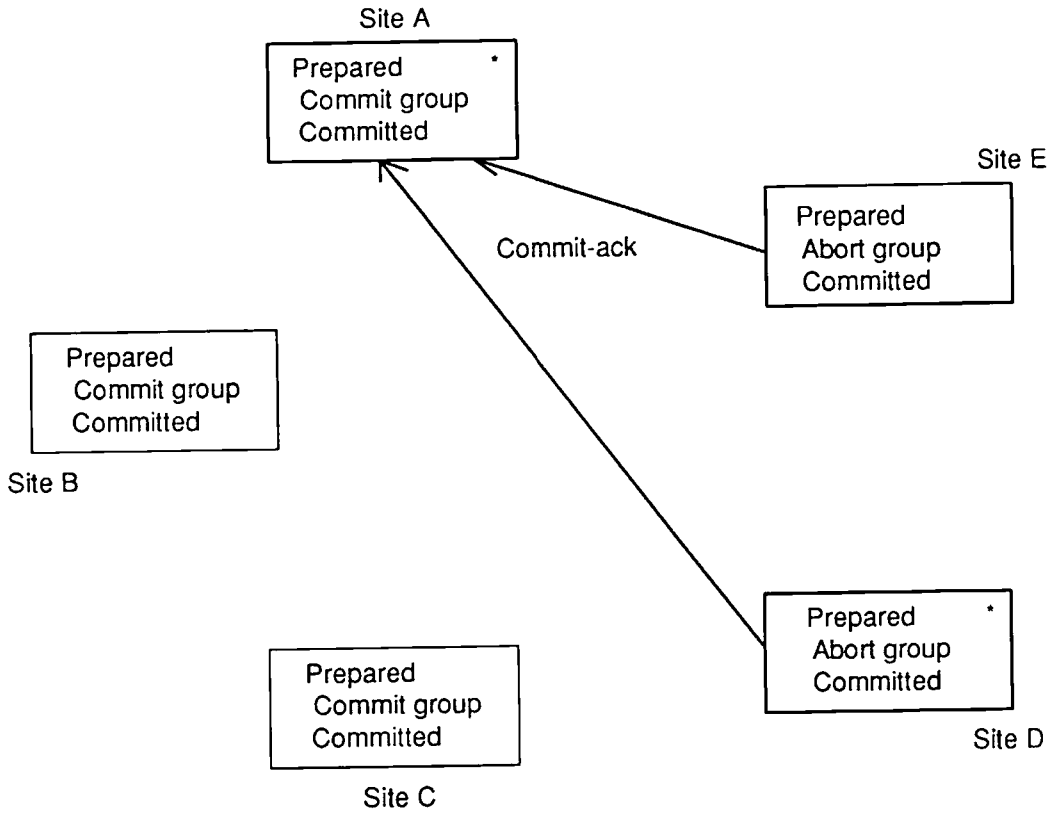 Site A
Prepared *
Commit group
Committed
Site E
Prepared
Abort group
Committed
Commit-ack
Prepared
Commit group
Committed
Site B
Prepared *
Abort group
Committed
Site D
Prepared
Commit group
Committed
Site C